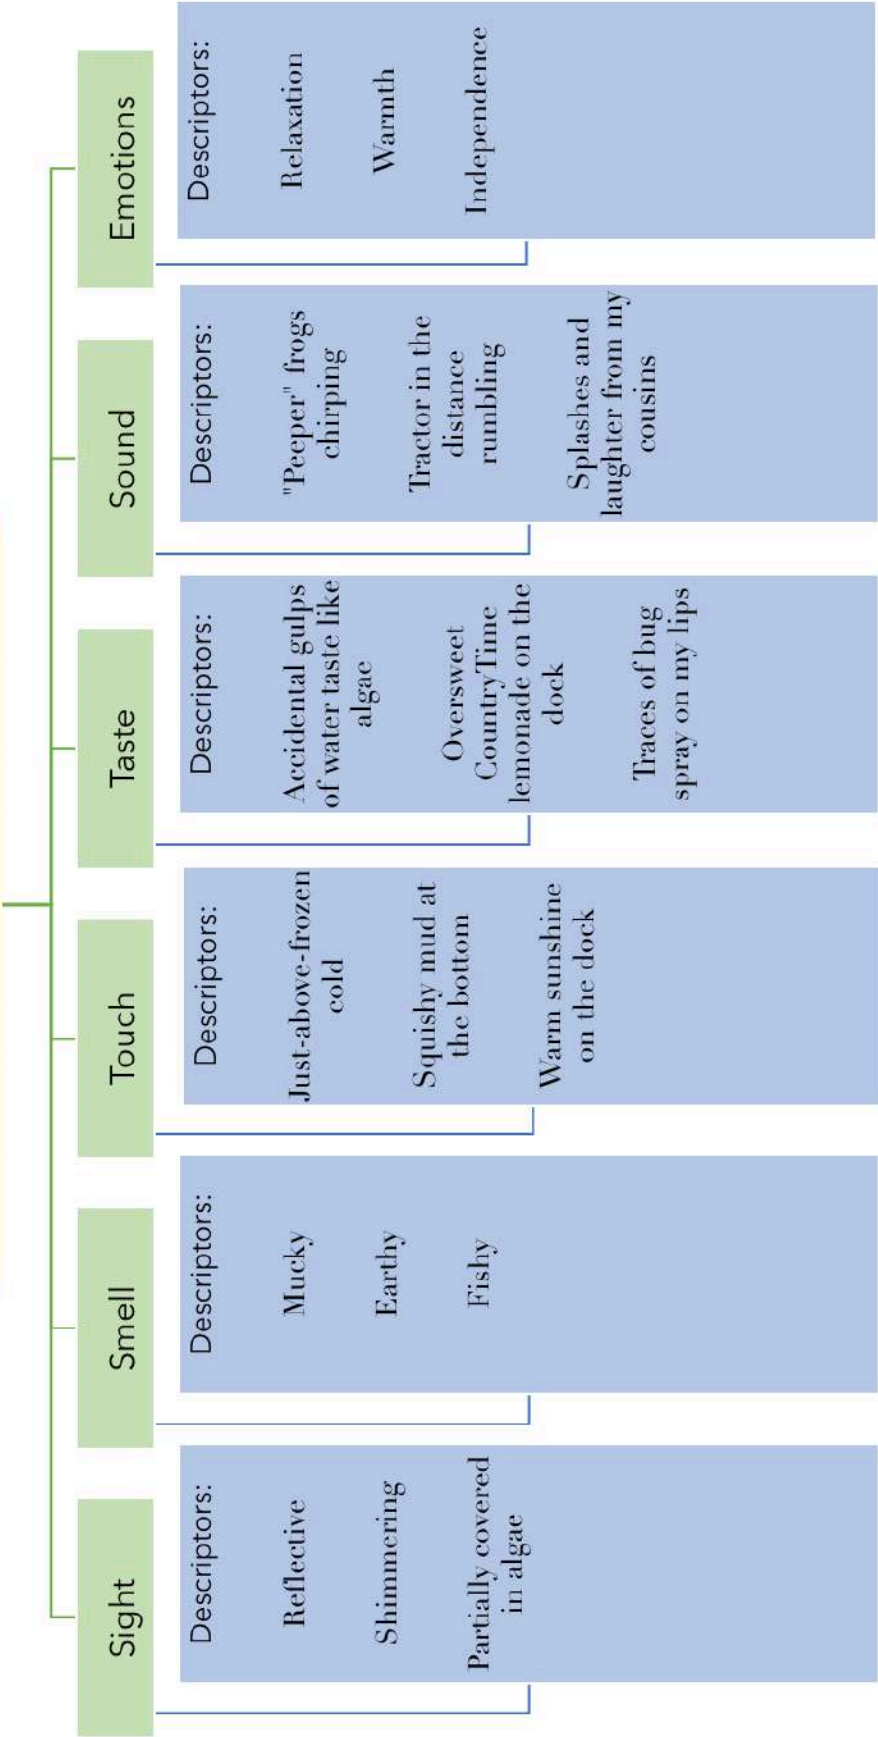 Sight
Descriptors:
Reflective
Shimmering
Partially covered
in algae
Smell
Descriptors:
Mucky
Earthy
Fishy
Touch
Descriptors:
Just-above-frozen
cold
Squishy mud at
the bottom
Warm sunshine
on the dock
Taste
Descriptors:
Accidental gulps
of water taste like
algae
Oversweet
CountryTime
lemonade on the
dock
Traces of bug
spray on my lips
Sound
Descriptors:
"Peeper" frogs
chirping
Tractor in the
distance
rumbling
Splashes and
laughter from my
cousins
Emotions
Descriptors:
Relaxation
Warmth
Independence